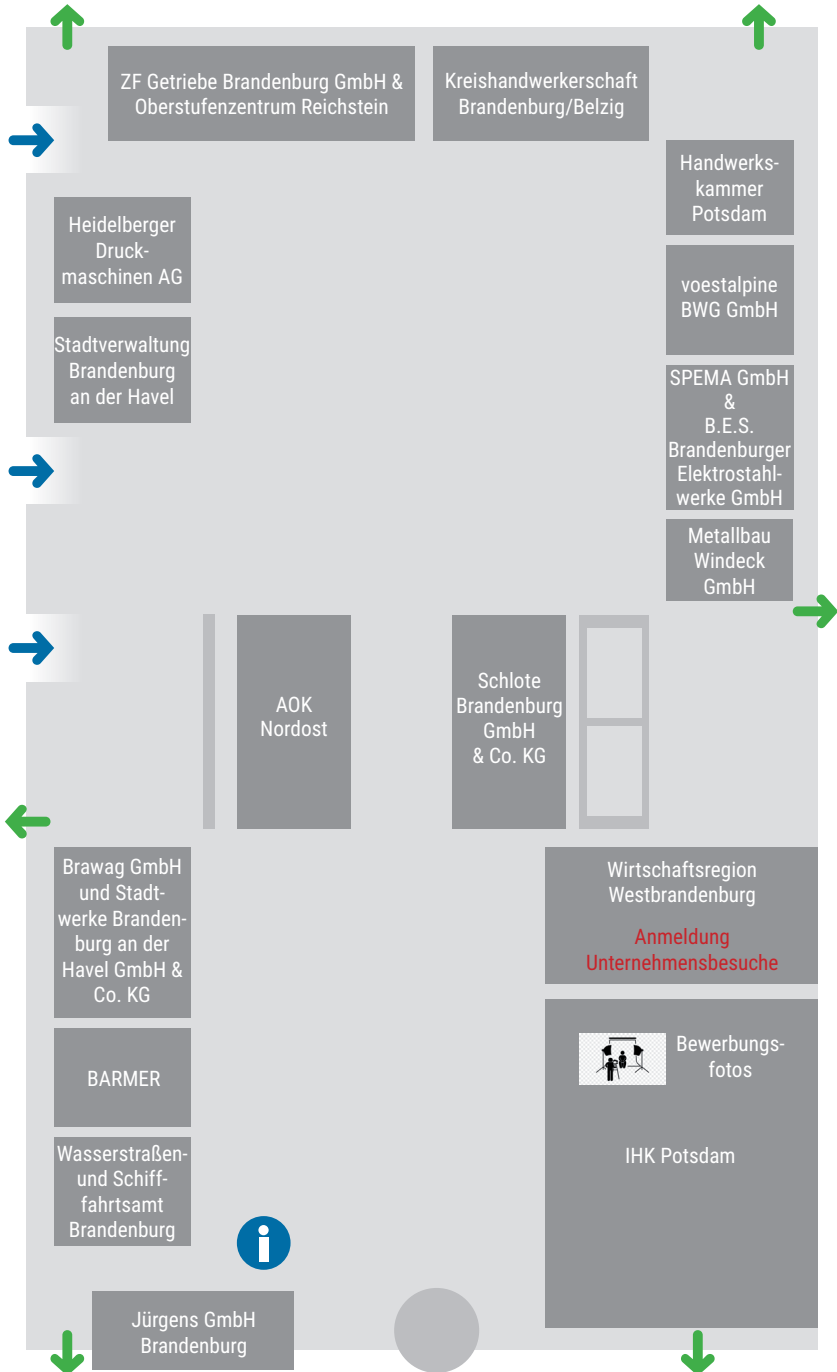 ZF Getriebe Brandenburg GmbH &
Oberstufenzentrum Reichstein
Kreishandwerkerschaft
Brandenburg/Belzig
Handwerks-
kammer
Potsdam
Heidelberger
Druck-
maschinen AG
voestalpine
BWG GmbH
Stadtverwaltung
Brandenburg
an der Havel
SPEMA GmbH
&
B.E.S.
Brandenburger
Elektrostahl-
werke GmbH
Metallbau
Windeck
GmbH
AOK
Nordost
Schlote
Brandenburg
GmbH
& Co. KG
Brawag GmbH
und Stadt-
werke Branden-
burg an der
Havel GmbH &
Co. KG
Wirtschaftsregion
Westbrandenburg
Anmeldung
Unternehmensbesuche
BARMER
Bewerbungs-
fotos
IHK Potsdam
Wasserstraßen-
und Schiff-
fahrtsamt
Brandenburg
i
Jürgens GmbH
Brandenburg